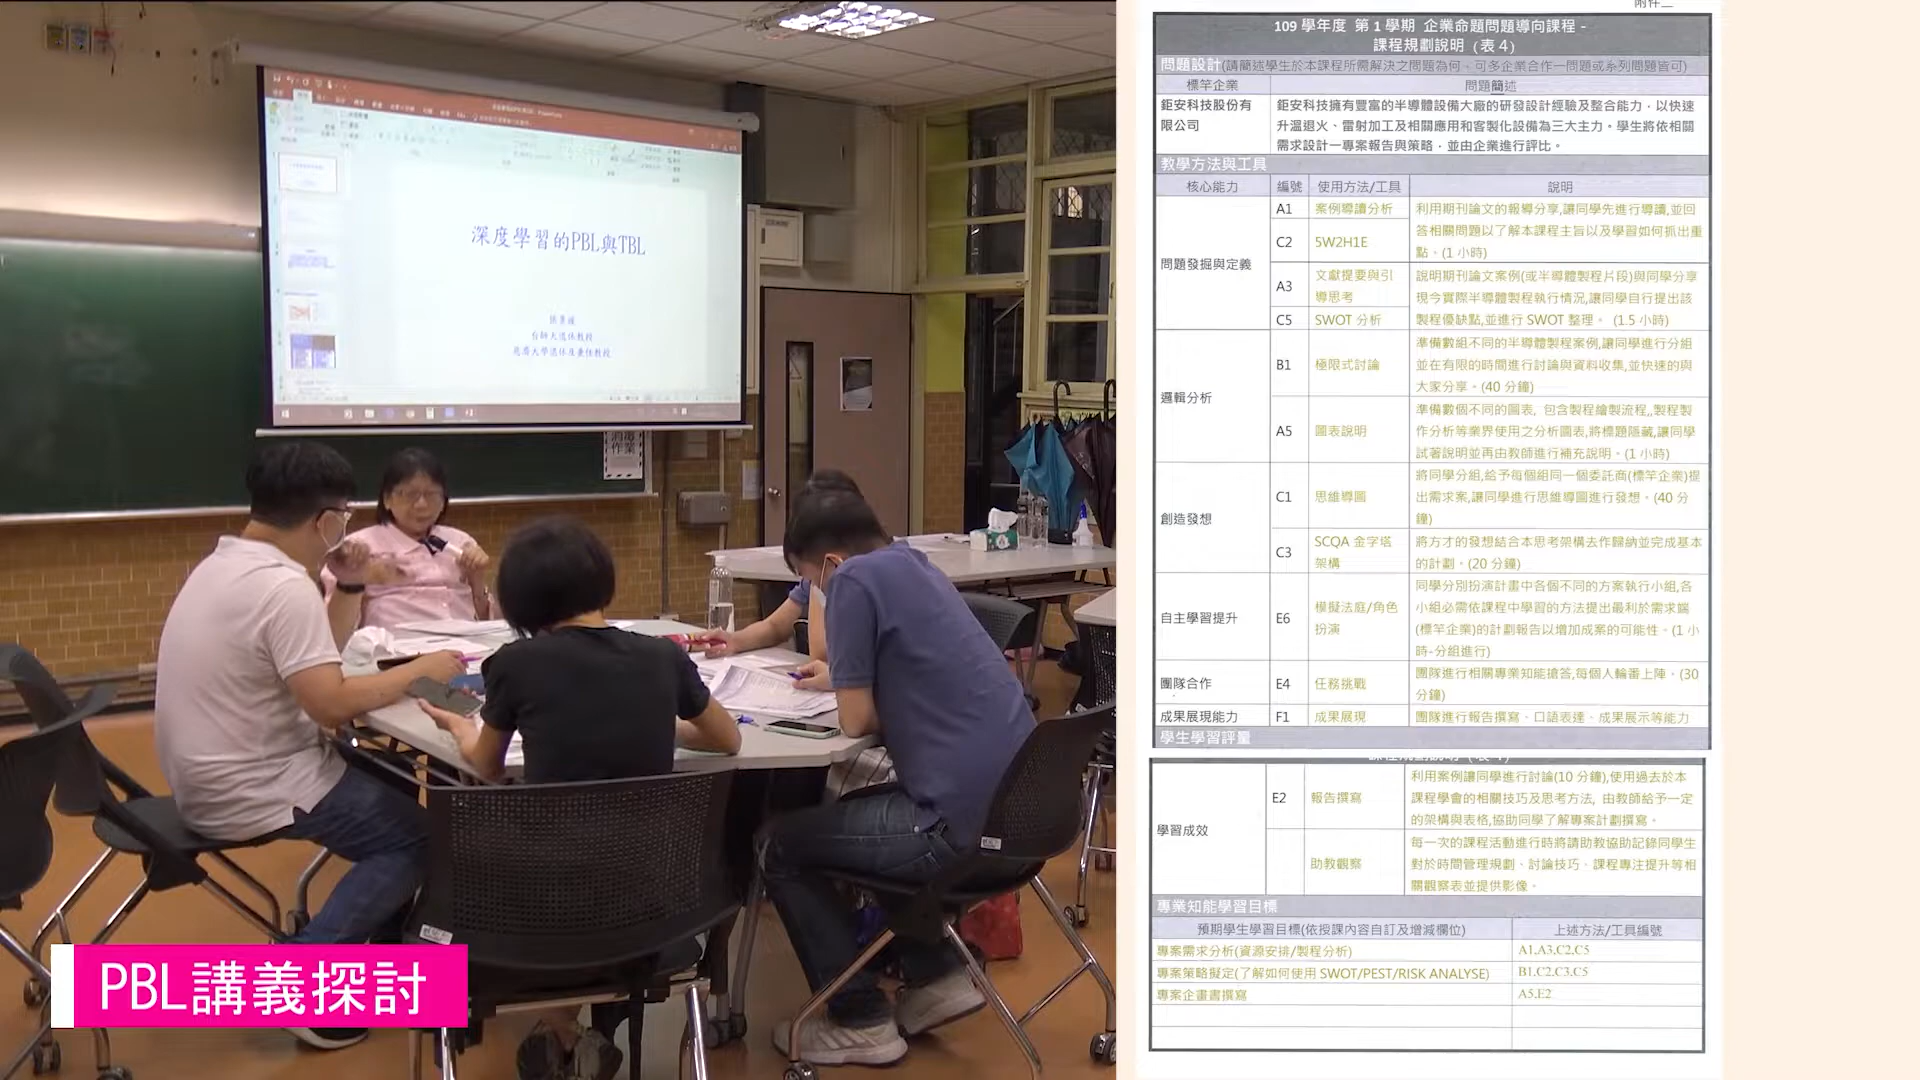 深度學習的PBL與TBL
台師大退休教授
慈濟大學退休兼任教授
PBL講義探討
附件二
109 學年度 第 1 學期 企業命題問題導向課程 -
課程規劃說明 (表 4)
問題設計(請簡述學生於本課程所需解決之問題為何、可多企業合作一問題或系列問題皆可)
標竿企業 問題簡述
鉅安科技股份有限公司
鉅安科技擁有豐富的半導體設備大廠的研發設計經驗及整合能力，以快速
升溫退火、雷射加工及相關應用和客製化設備為三大主力。學生將依相關
需求設計一專案報告與策略，並由企業進行評比。
教學方法與工具
核心能力 編號 使用方法/工具 說明
問題發掘與定義
A1 案例導讀分析
C2 5W2H1E
利用期刊論文的報導分享,讓同學先進行導讀,並回
答相關問題以了解本課程主旨以及學習如何抓出重
點。(1 小時)
A3 文獻提要與引
導思考
C5 SWOT 分析
說明期刊論文案例(或半導體製程片段)與同學分享
現今實際半導體製程執行情況,讓同學自行提出該
製程優缺點,並進行 SWOT 整理。 (1.5 小時)
邏輯分析
B1 極限式討論
準備數組不同的半導體製程案例,讓同學進行分組
並在有限的時間進行討論與資料收集,並快速的與
大家分享。(40 分鐘)
A5 圖表說明
準備數個不同的圖表, 包含製程繪製流程,,製程製
作分析等業界使用之分析圖表,將標題隱藏,讓同學
試著說明並再由教師進行補充說明。(1 小時)
創造發想
C1 思維導圖
將同學分組,給予每個組同一個委託商(標竿企業)提
出需求案,讓同學進行思維導圖進行發想。(40 分
鐘)
C3 SCQA 金字塔
架構
將方才的發想結合本思考架構去作歸納並完成基本
的計劃。(20 分鐘)
自主學習提升
E6 模擬法庭/角色
扮演
同學分別扮演計畫中各個不同的方案執行小組,各
小組必需依課程中學習的方法提出最利於需求端
(標竿企業)的計劃報告以增加成案的可能性。(1 小
時-分組進行)
團隊合作 E4 任務挑戰
團隊進行相關專業知能搶答,每個人輪番上陣。(30
分鐘)
成果展現能力 F1 成果展現 團隊進行報告撰寫、口語表達、成果展示等能力
學生學習評量
學習成效
E2 報告撰寫
利用案例讓同學進行討論(10 分鐘),使用過去於本
課程學會的相關技巧及思考方法, 由教師給予一定
的架構與表格,協助同學了解專案計劃撰寫。
助教觀察
每一次的課程活動進行時將請助教協助記錄同學生
對於時間管理規劃、討論技巧、課程專注提升等相
關觀察表並提供影像。
專業知能學習目標
預期學生學習目標(依授課內容自訂及增減欄位) 上述方法/工具編號
專案需求分析(資源安排/製程分析) A1,A3,C2,C5
專案策略擬定(了解如何使用 SWOT/PEST/RISK ANALYSE) B1,C2,C3,C5
專案企畫書撰寫 A5,E2